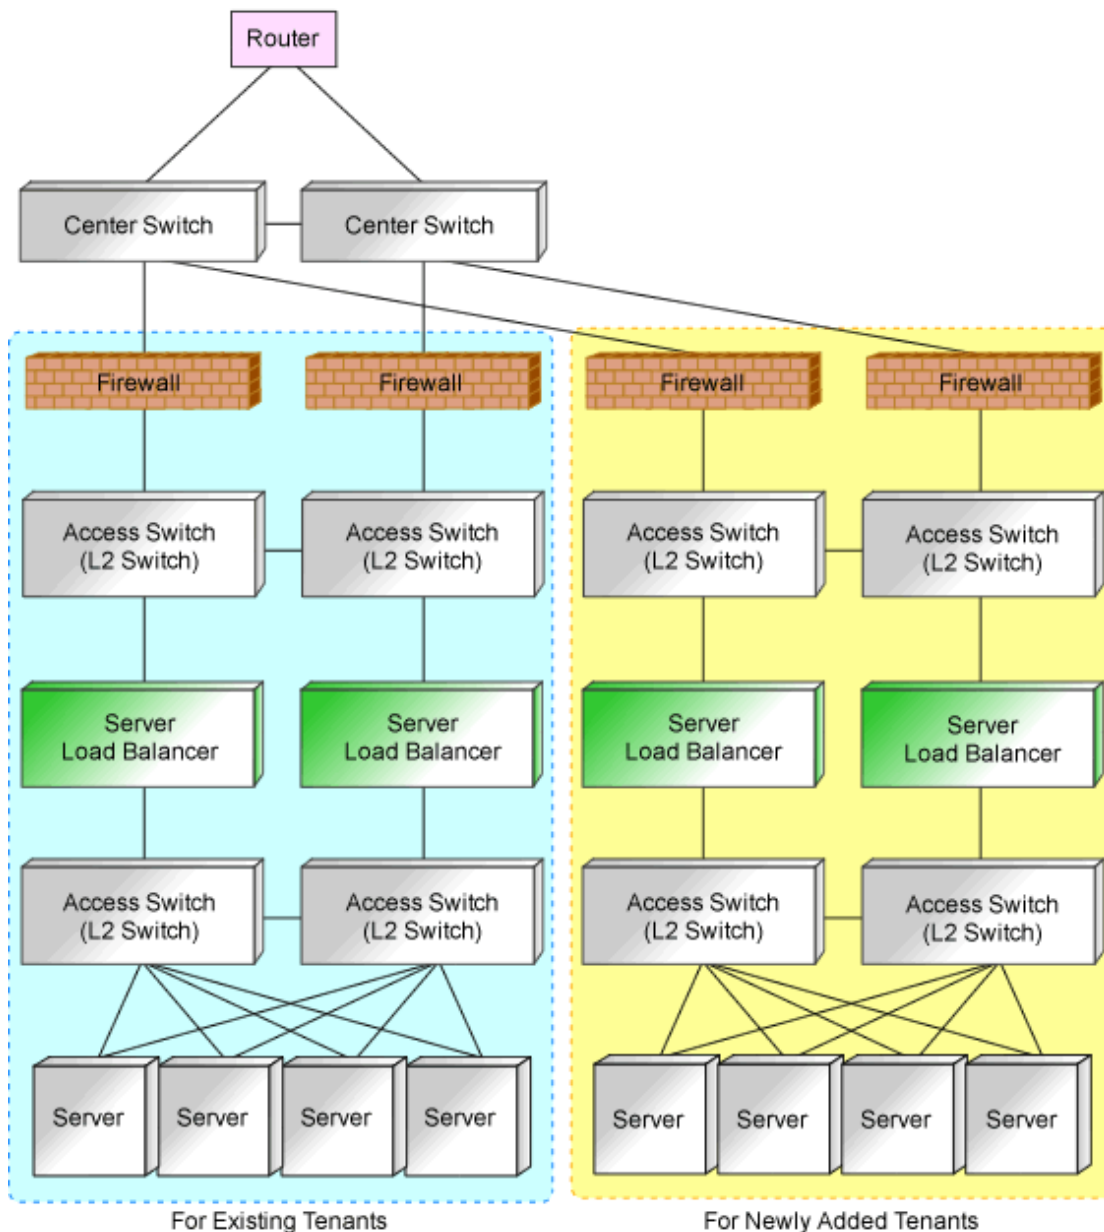 Router
Center Switch
Center Switch
Firewall
Firewall
Firewall
Firewall
Access Switch
(L2 Switch)
Access Switch
(L2 Switch)
Access Switch
(L2 Switch)
Access Switch
(L2 Switch)
Server
Load Balancer
Server
Load Balancer
Server
Load Balancer
Server
Load Balancer
Access Switch
(L2 Switch)
Access Switch
(L2 Switch)
Access Switch
(L2 Switch)
Access Switch
(L2 Switch)
Server
Server
Server
Server
Server
Server
Server
Server
For Existing Tenants
For Newly Added Tenants